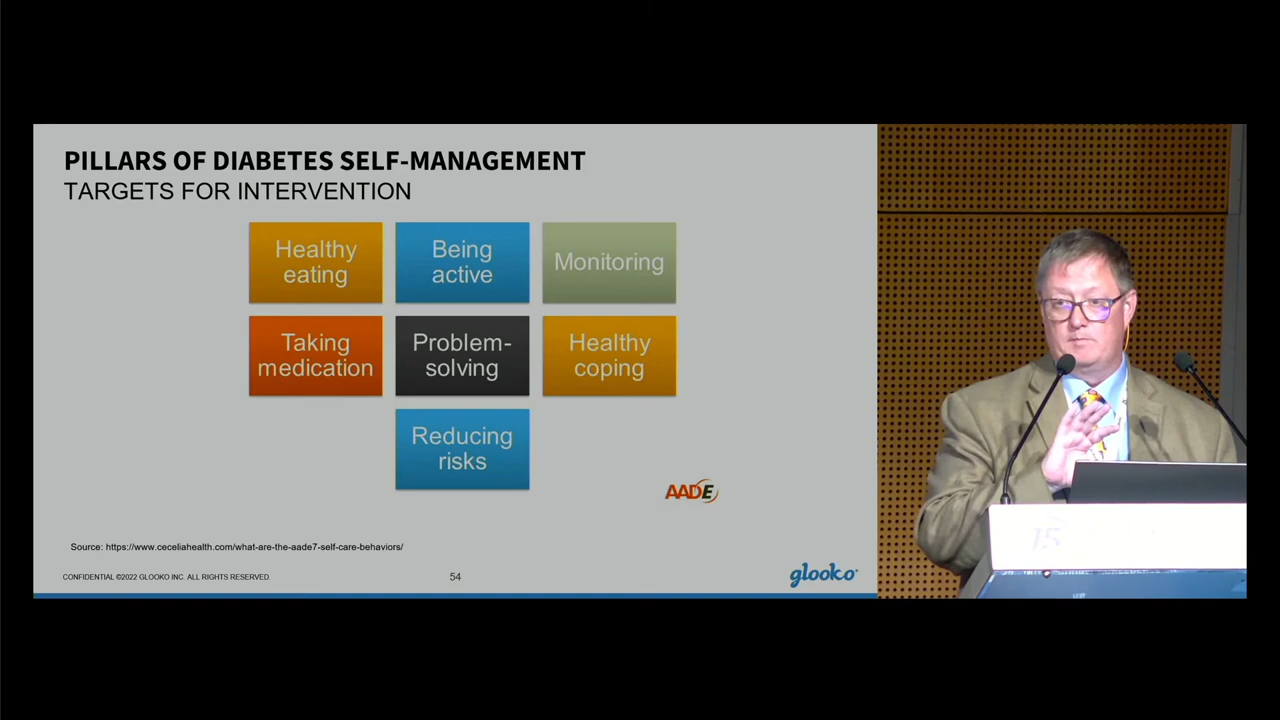 PILLARS OF DIABETES SELF-MANAGEMENT
TARGETS FOR INTERVENTION
Healthy
eating
Being
active
Monitoring
Taking
medication
Problem-
solving
Healthy
coping
Reducing
risks
AADE
Source: https://www.ceceliahealth.com/what-are-the-aade7-self-care-behaviors/
CONFIDENTIAL ©2022 GLOOKO INC. ALL RIGHTS RESERVED.
54
glooko